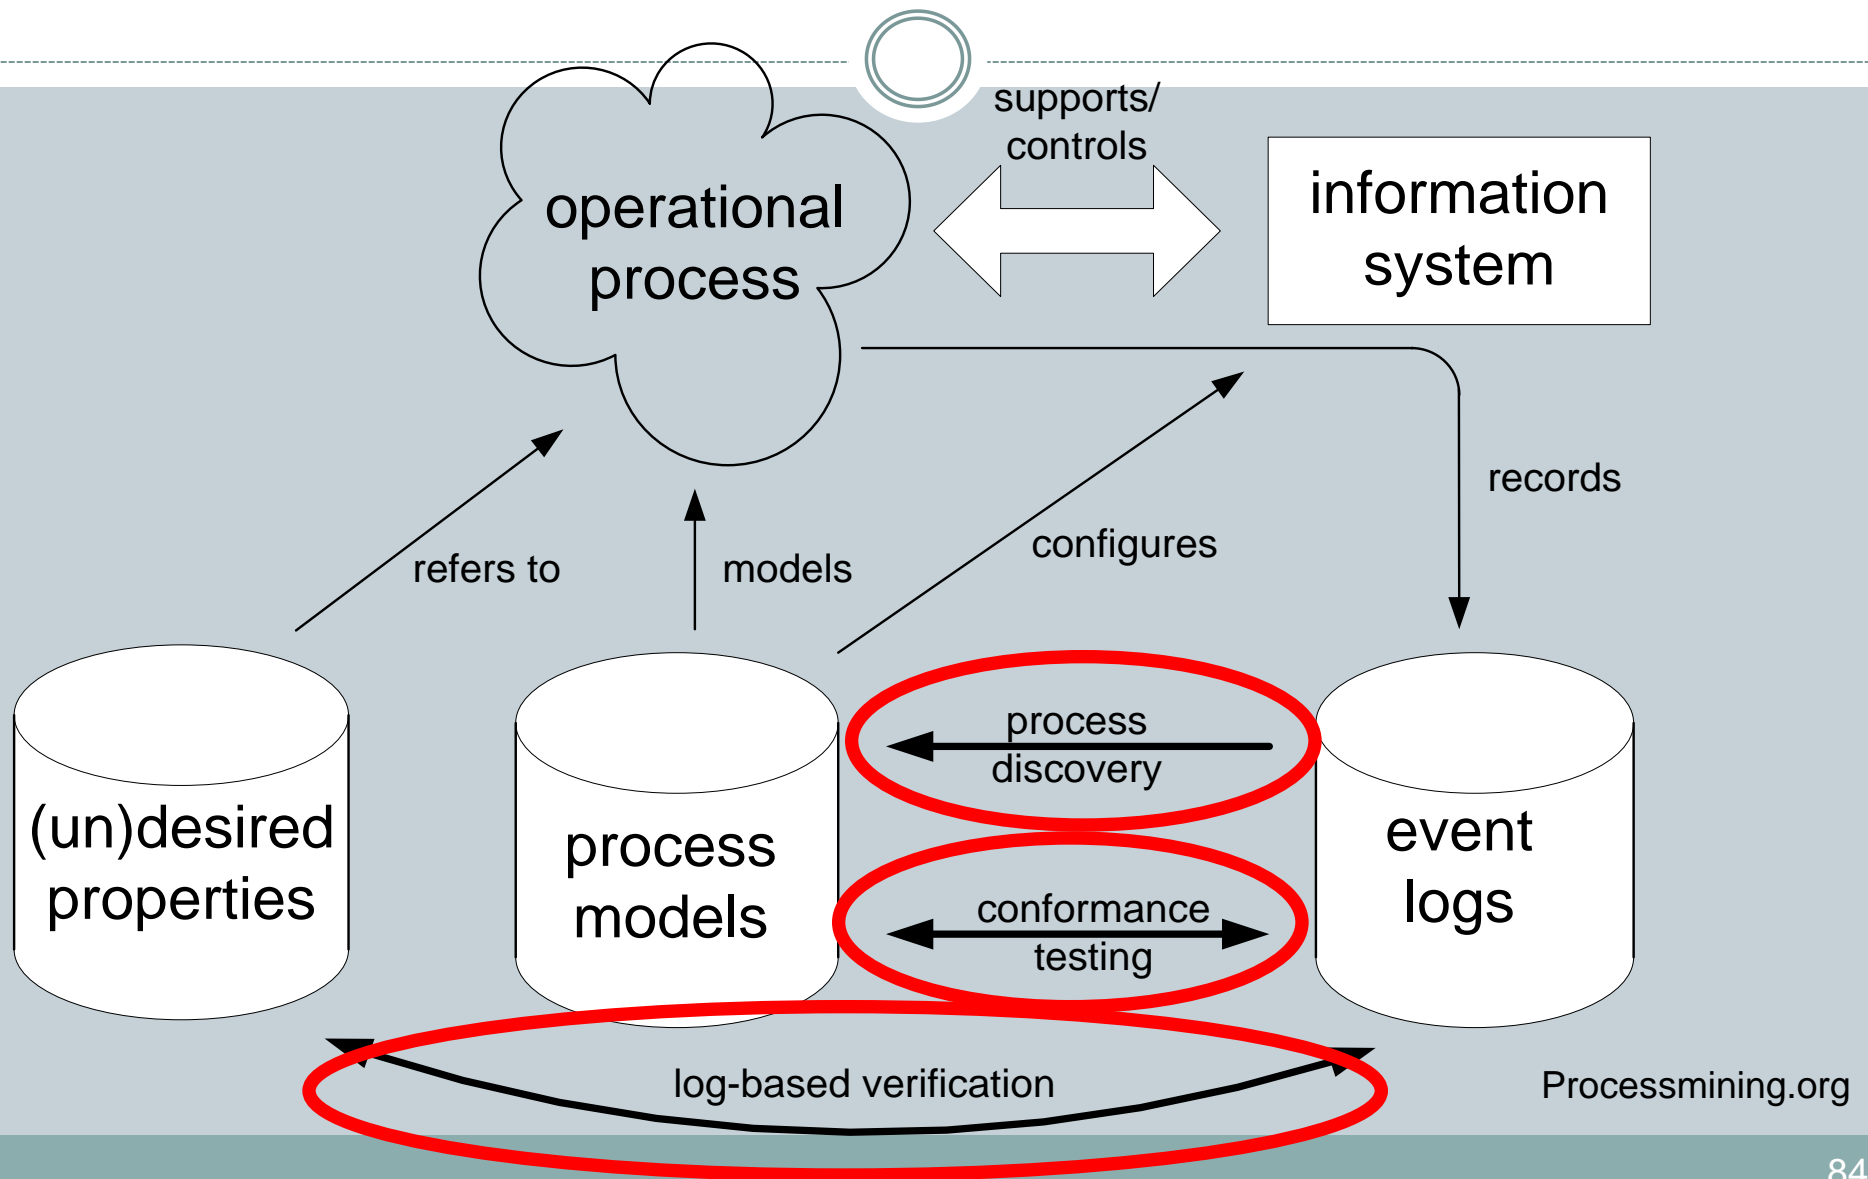 supports/
controls
operational
process
information
system
records
configures
refers to
models
process
discovery
(un)desired
properties
process
models
event
logs
conformance
testing
log-based verification
Processmining.org
84